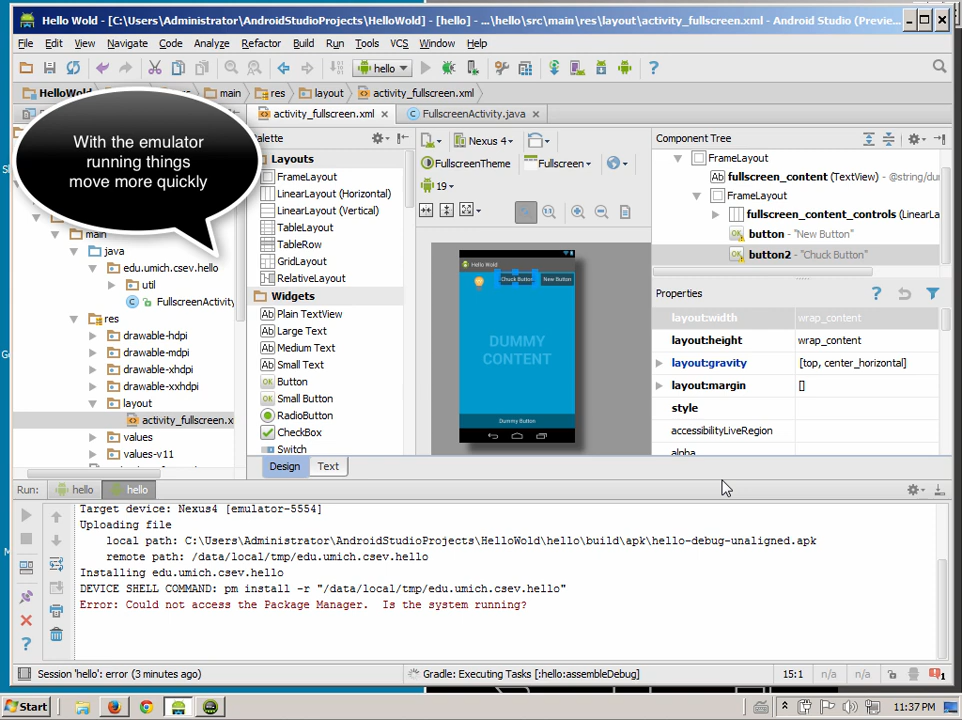 Hello Wold - [C:\Users\Administrator\AndroidStudioProjects\HelloWold] - [hello] - ...\hello\src\main\res\layout\activity_fullscreen.xml - Android Studio (Previe...
File Edit View Navigate Code Analyze Refactor Build Run Tools VCS Window Help
hello
HelloWold main res layout activity_fullscreen.xml
activity_fullscreen.xml FullscreenActivity.java
With the emulator
running things
move more quickly
main
java
edu.umich.csev.hello
util
FullscreenActivity
res
drawable-hdpi
drawable-mdpi
drawable-xhdpi
drawable-xxhdpi
layout
activity_fullscreen.x
values
values-v11
Palette
Layouts
FrameLayout
LinearLayout (Horizontal)
LinearLayout (Vertical)
TableLayout
TableRow
GridLayout
RelativeLayout
Widgets
Plain TextView
Large Text
Medium Text
Small Text
Button
Small Button
RadioButton
CheckBox
Switch
Design Text
Nexus 4
FullscreenTheme Fullscreen
19
Hello Wold
Chuck Button New Button
DUMMY
CONTENT
Dummy Button
Component Tree
FrameLayout
fullscreen_content (TextView) - @string/du
FrameLayout
fullscreen_content_controls (LinearLa
button - "New Button"
button2 - "Chuck Button"
Properties
layout:width wrap_content
layout:height wrap_content
layout:gravity [top, center_horizontal]
layout:margin []
style
accessibilityLiveRegion
alpha
Run: hello hello
Target device: Nexus4 [emulator-5554]
Uploading file
local path: C:\Users\Administrator\AndroidStudioProjects\HelloWold\hello\build\apk\hello-debug-unaligned.apk
remote path: /data/local/tmp/edu.umich.csev.hello
Installing edu.umich.csev.hello
DEVICE SHELL COMMAND: pm install -r "/data/local/tmp/edu.umich.csev.hello"
Error: Could not access the Package Manager.  Is the system running?
Session 'hello': error (3 minutes ago) Gradle: Executing Tasks [:hello:assembleDebug] 15:1 n/a n/a 1
Start 11:37 PM